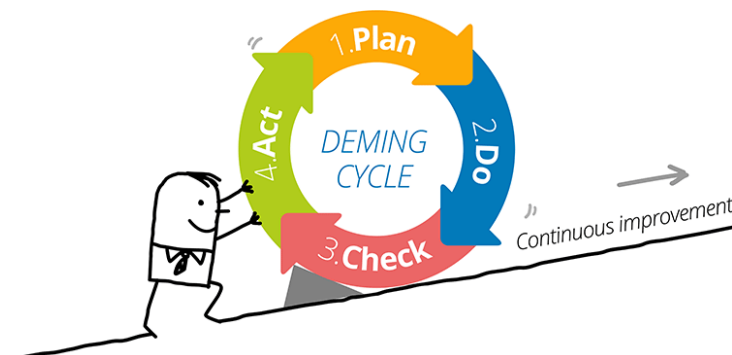 1.Plan
2.Do
3.Check
4.Act
DEMING
CYCLE
Continuous improvement